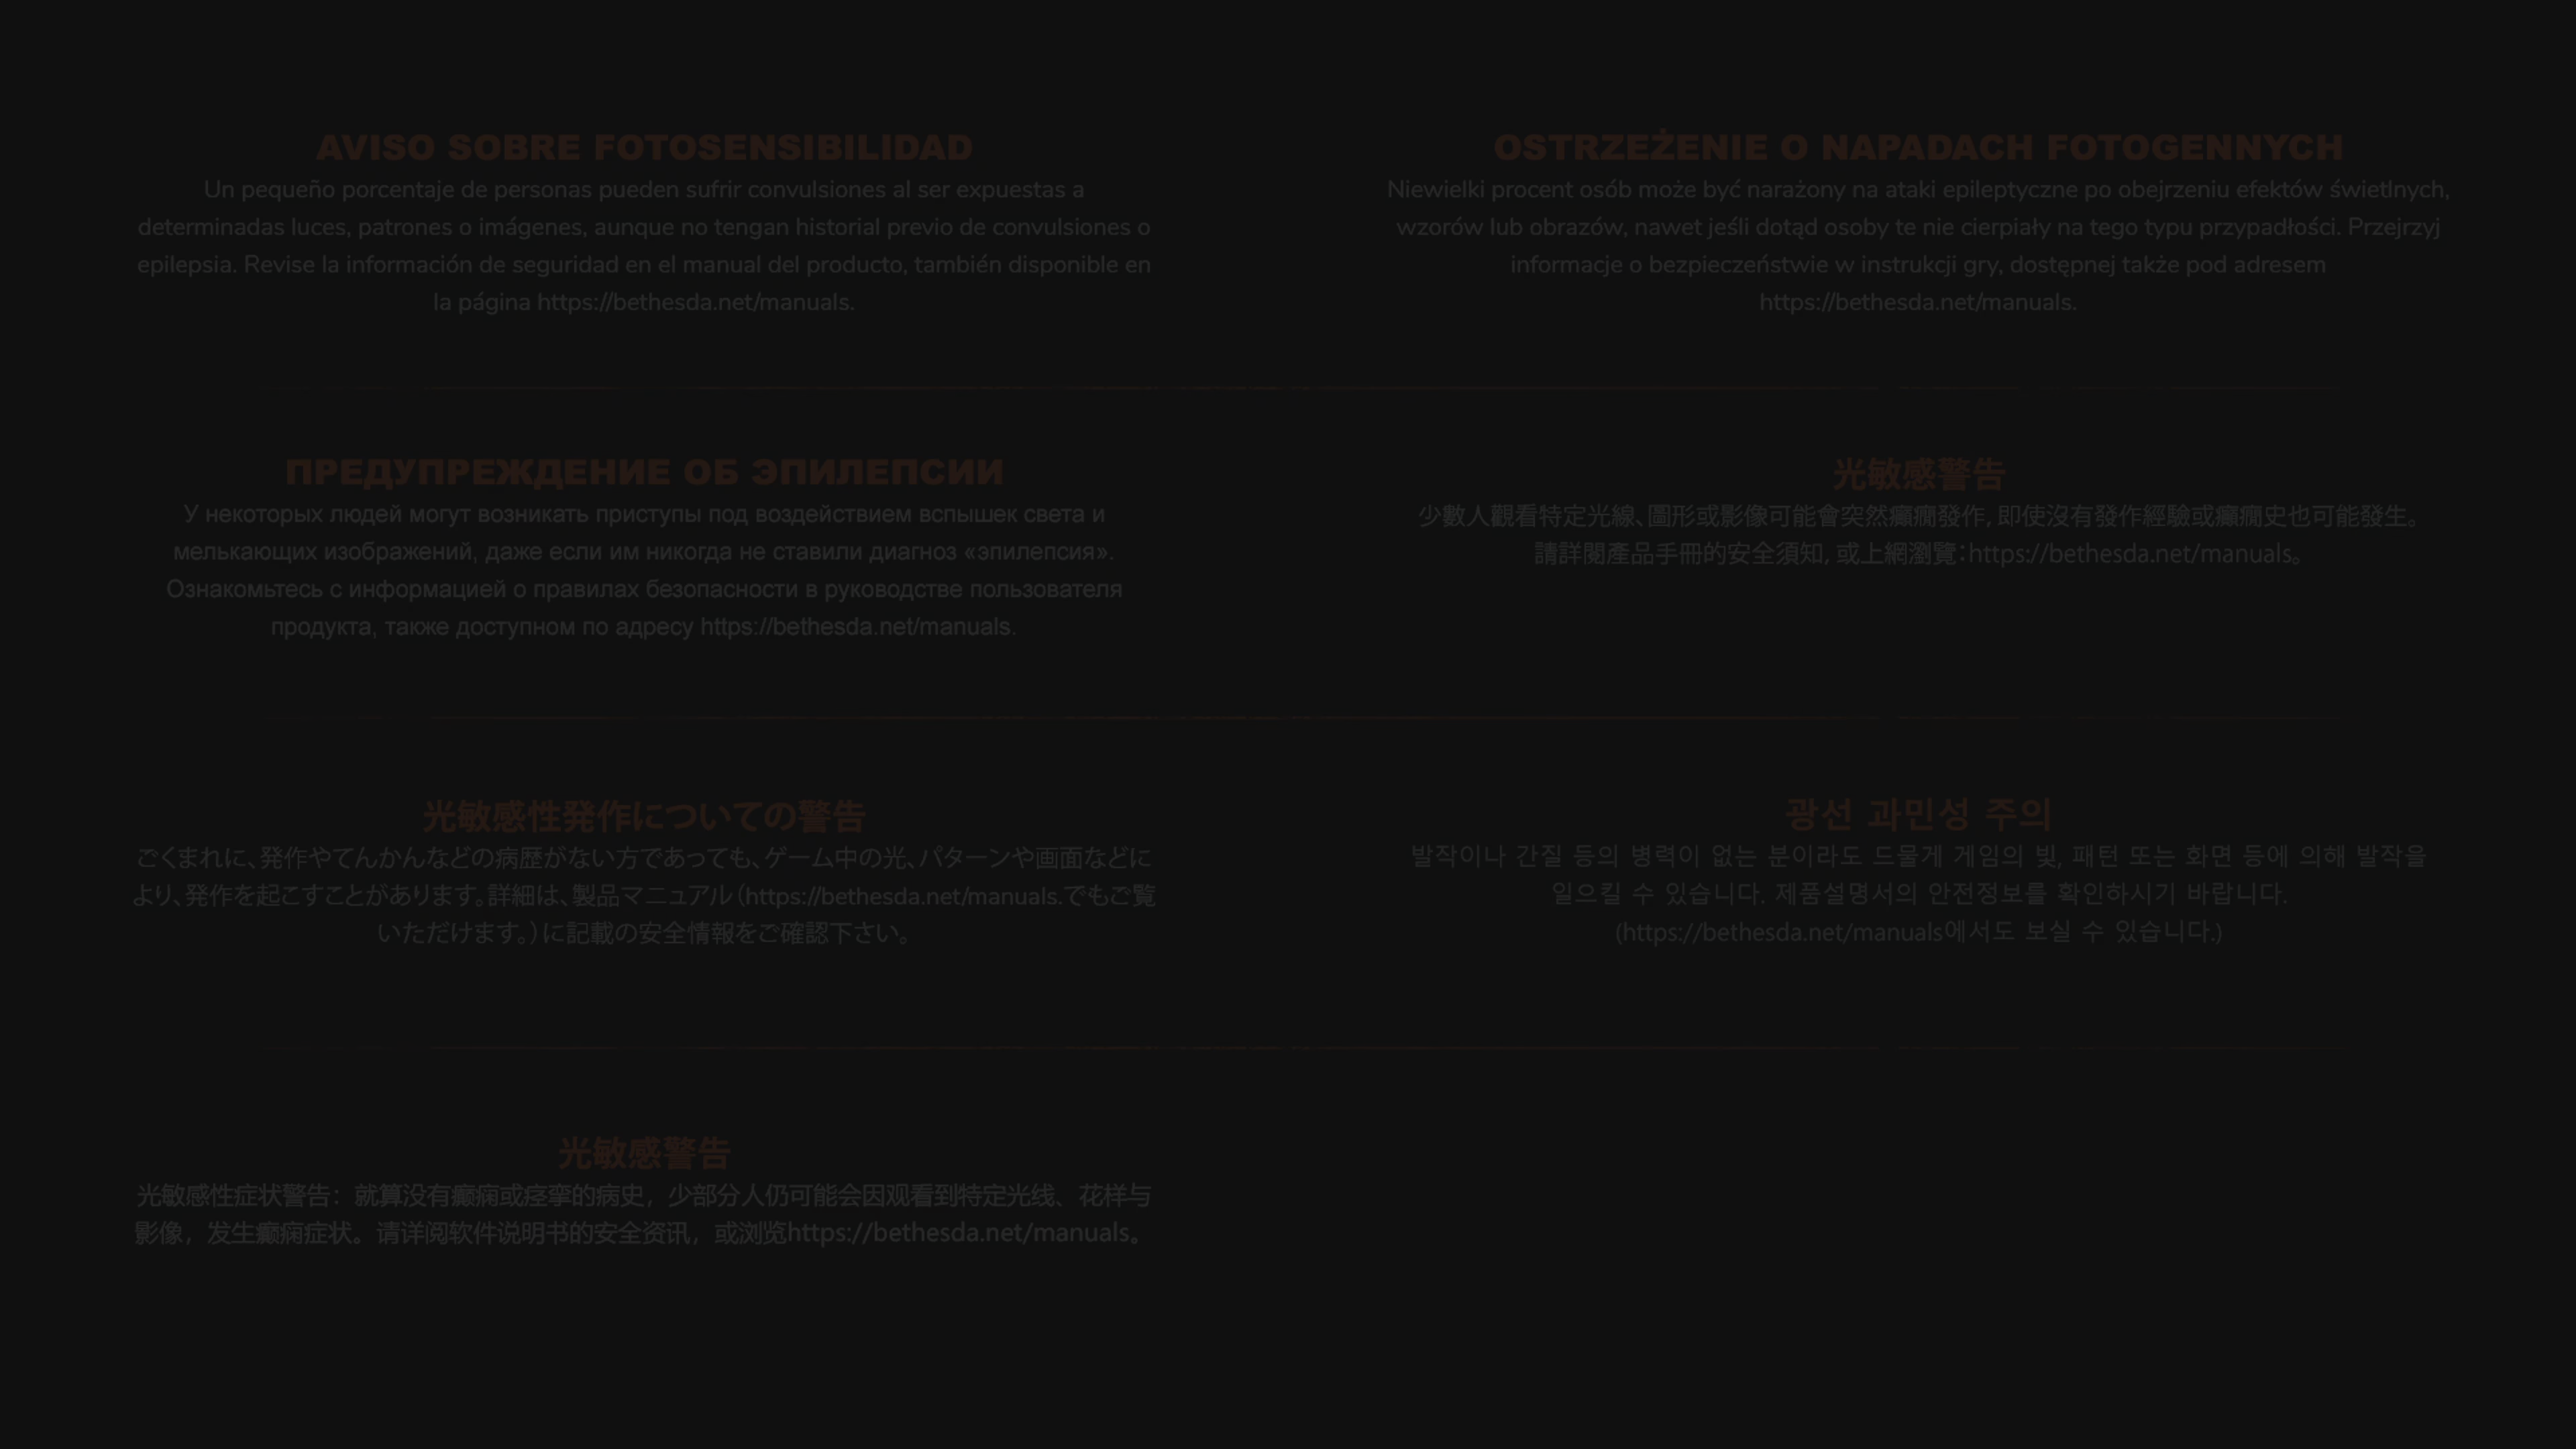 AVISO SOBRE FOTOSENSIBILIDAD
Un pequeño porcentaje de personas pueden sufrir convulsiones al ser expuestas a
determinadas luces, patrones o imágenes, aunque no tengan historial previo de convulsiones o
epilepsia. Revise la información de seguridad en el manual del producto, también disponible en
la página https://bethesda.net/manuals.
OSTRZEŻENIE O NAPADACH FOTOGENNYCH
Niewielki procent osób może być narażony na ataki epileptyczne po obejrzeniu efektów świetlnych,
wzorów lub obrazów, nawet jeśli dotąd osoby te nie cierpiały na tego typu przypadłości. Przejrzyj
informacje o bezpieczeństwie w instrukcji gry, dostępnej także pod adresem
https://bethesda.net/manuals.
ПРЕДУПРЕЖДЕНИЕ ОБ ЭПИЛЕПСИИ
У некоторых людей могут возникать приступы под воздействием вспышек света и
мелькающих изображений, даже если им никогда не ставили диагноз «эпилепсия».
Ознакомьтесь с информацией о правилах безопасности в руководстве пользователя
продукта, также доступном по адресу https://bethesda.net/manuals.
光敏感警告
少數人觀看特定光線、圖形或影像可能會突然癲癇發作，即使沒有發作經驗或癲癇史也可能發生。
請詳閱產品手冊的安全須知，或上網瀏覽：https://bethesda.net/manuals。
光敏感性発作についての警告
ごくまれに、発作やてんかんなどの病歴がない方であっても、ゲーム中の光、パターンや画面などに
より、発作を起こすことがあります。詳細は、製品マニュアル（https://bethesda.net/manuals.でもご覧
いただけます。）に記載の安全情報をご確認下さい。
광선 과민성 주의
발작이나 간질 등의 병력이 없는 분이라도 드물게 게임의 빛, 패턴 또는 화면 등에 의해 발작을
일으킬 수 있습니다. 제품설명서의 안전정보를 확인하시기 바랍니다.
(https://bethesda.net/manuals에서도 보실 수 있습니다.)
光敏感警告
光敏感性症状警告：就算没有癫痫或痉挛的病史，少部分人仍可能会因观看到特定光线、花样与
影像，发生癫痫症状。请详阅软件说明书的安全资讯，或浏览https://bethesda.net/manuals。